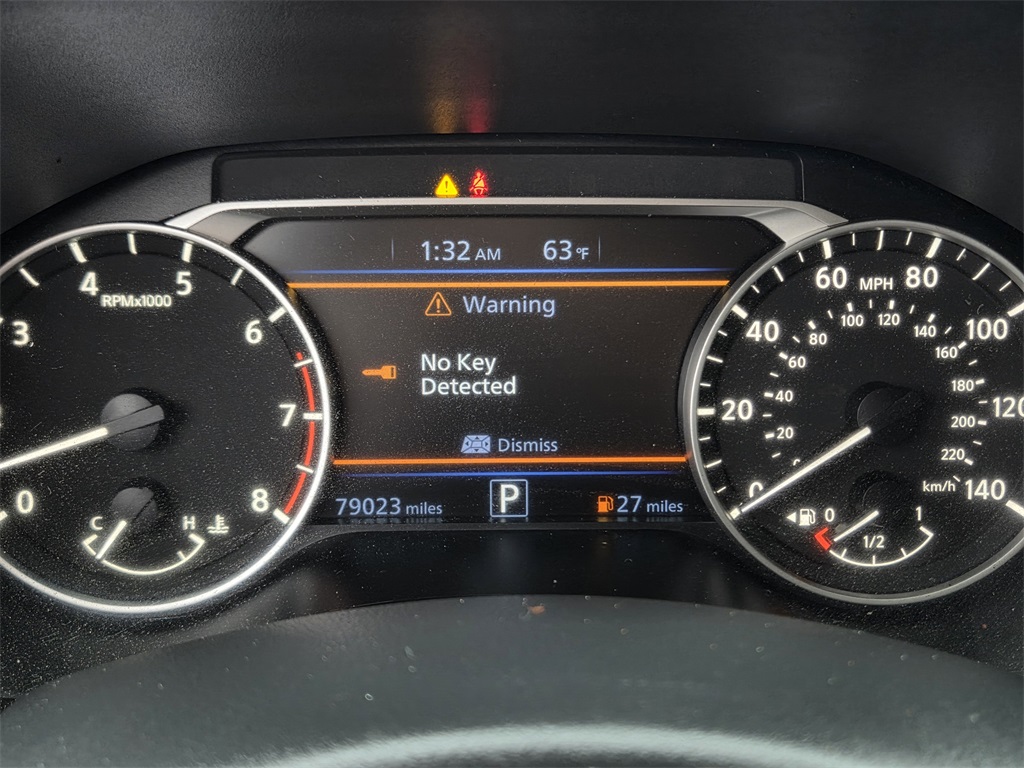 1:32 AM 63°F
Warning
No Key
Detected
Dismiss
79023 miles P 27 miles
3 4 5 6 7 8 0
RPMx1000
C H
0 20 40 60 80 100 120 140
MPH
20 40 60 80 100 120 140 160 180 200 220
km/h
0 1/2 1